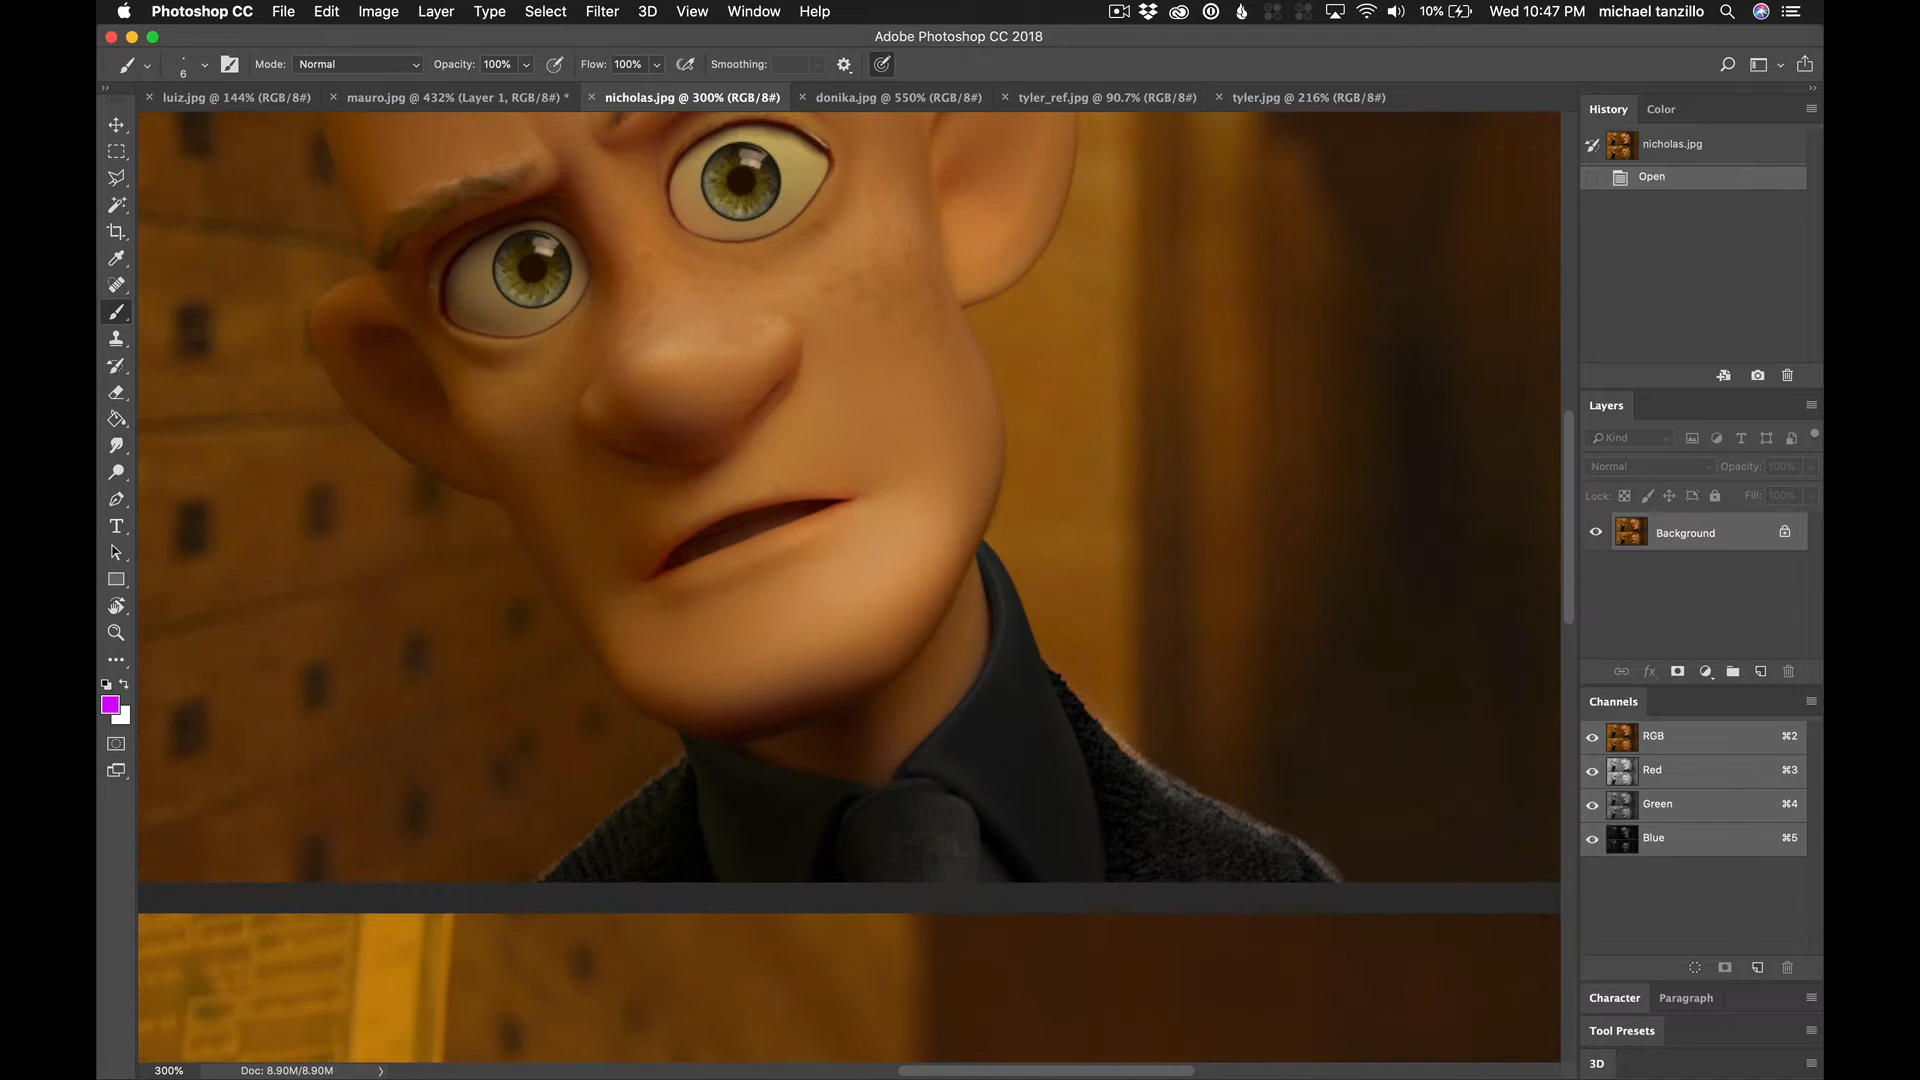 Photoshop CC File Edit Image Layer Type Select Filter 3D View Window Help 10% Wed 10:47 PM michael tanzillo
Adobe Photoshop CC 2018
6 Mode: Normal Opacity: 100% Flow: 100% Smoothing:
luiz.jpg @ 144% (RGB/8#) mauro.jpg @ 432% (Layer 1, RGB/8#) * nicholas.jpg @ 300% (RGB/8#) donika.jpg @ 550% (RGB/8#) tyler_ref.jpg @ 90.7% (RGB/8#) tyler.jpg @ 216% (RGB/8#)
History Color
nicholas.jpg
Open
Layers
Kind
Normal Opacity: 100%
Lock: Fill: 100%
Background
Channels
RGB ⌘2
Red ⌘3
Green ⌘4
Blue ⌘5
Character Paragraph
Tool Presets
3D
300% Doc: 8.90M/8.90M